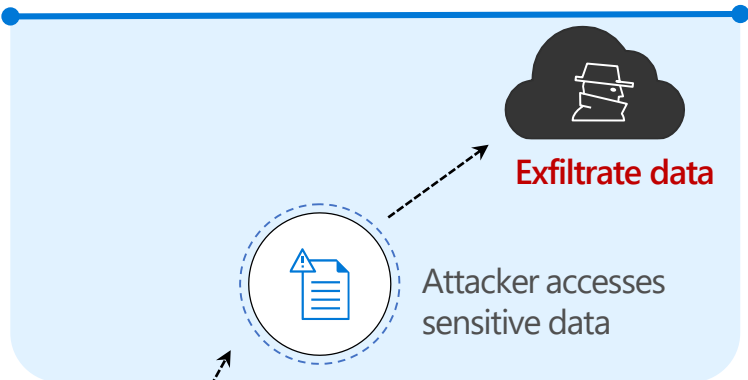 Exfiltrate data
Attacker accesses
sensitive data